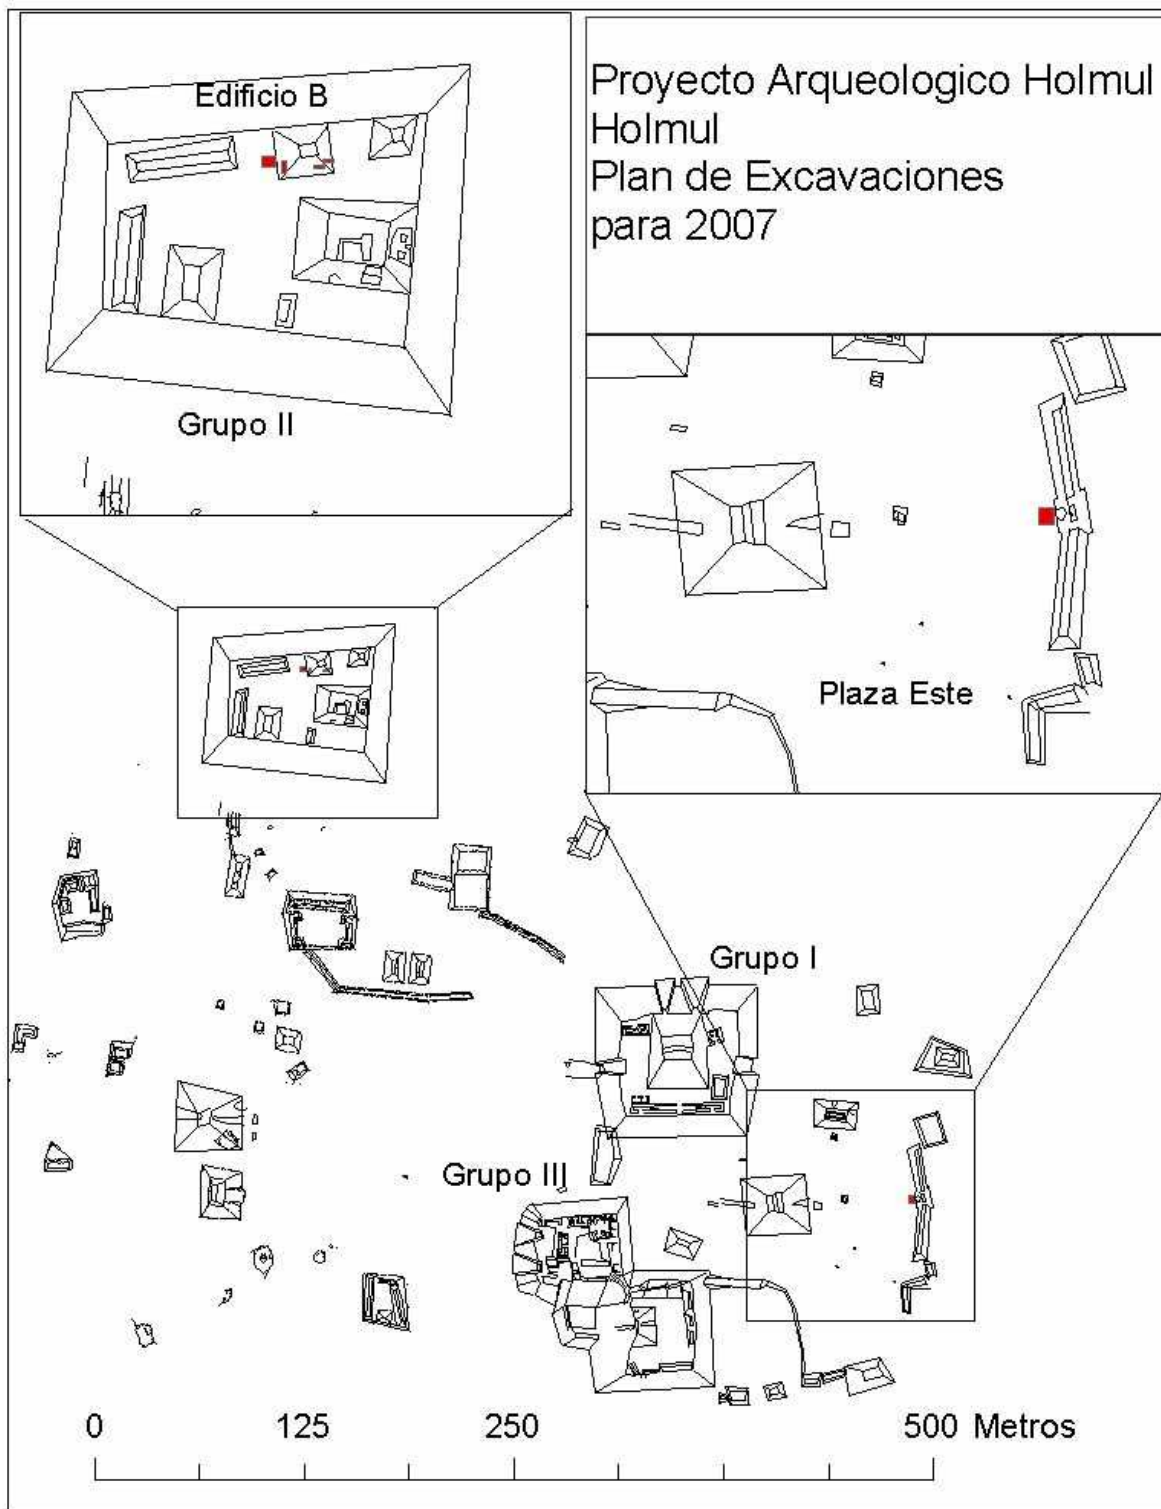 Edificio B
Grupo II
Proyecto Arqueologico Holmul
Holmul
Plan de Excavaciones
para 2007
Plaza Este
Grupo I
Grupo III
0 125 250 500 Metros